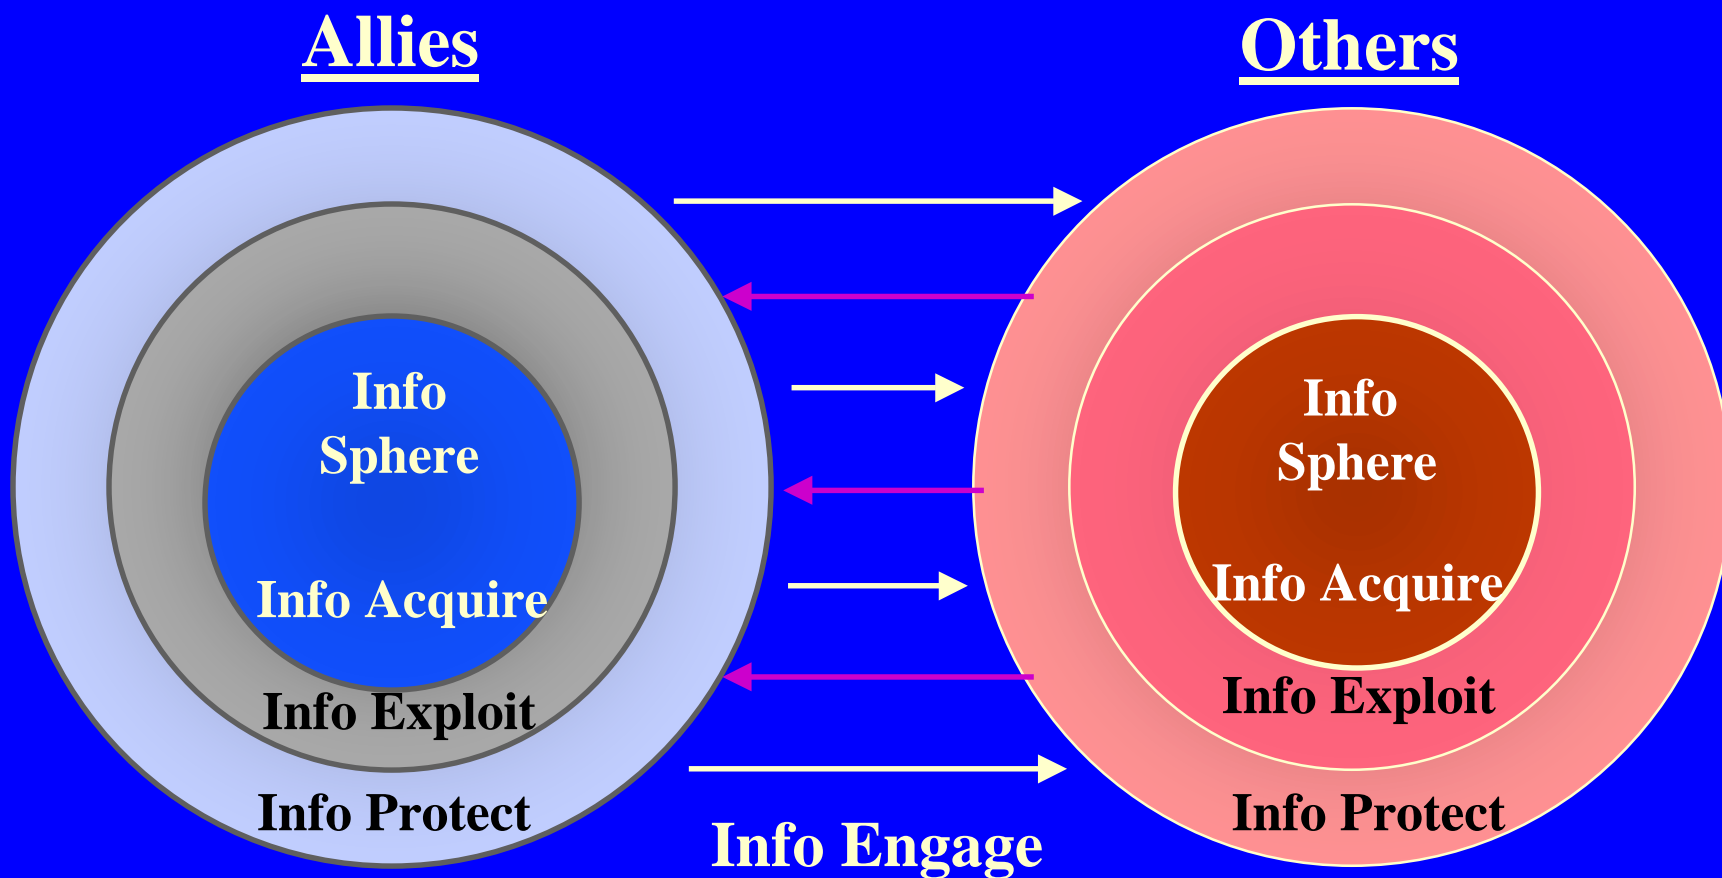 Allies
Others
Info
Sphere
Info Acquire
Info Exploit
Info Protect
Info
Sphere
Info Acquire
Info Exploit
Info Protect
Info Engage